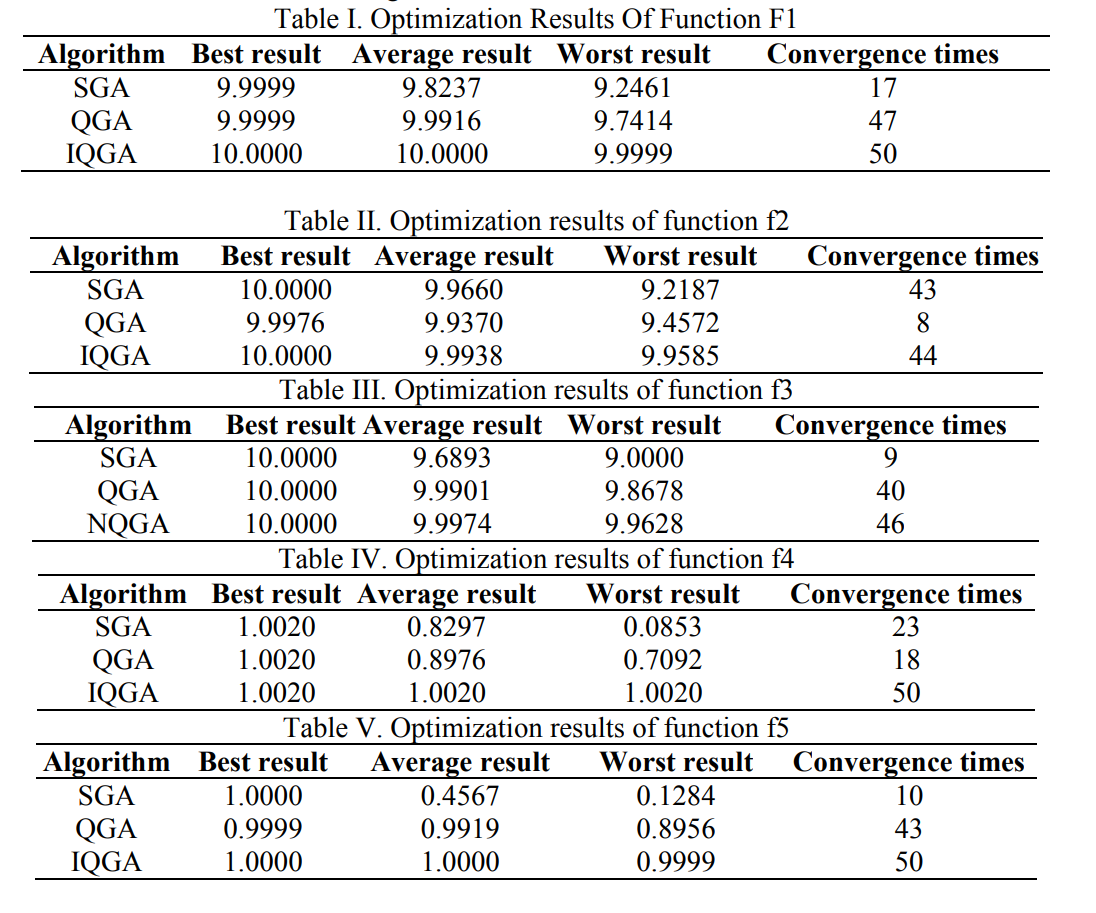 Table I. Optimization Results Of Function F1
Algorithm Best result Average result Worst result Convergence times
SGA 9.9999 9.8237 9.2461 17
QGA 9.9999 9.9916 9.7414 47
IQGA 10.0000 10.0000 9.9999 50
Table II. Optimization results of function f2
Algorithm Best result Average result Worst result Convergence times
SGA 10.0000 9.9660 9.2187 43
QGA 9.9976 9.9370 9.4572 8
IQGA 10.0000 9.9938 9.9585 44
Table III. Optimization results of function f3
Algorithm Best result Average result Worst result Convergence times
SGA 10.0000 9.6893 9.0000 9
QGA 10.0000 9.9901 9.8678 40
NQGA 10.0000 9.9974 9.9628 46
Table IV. Optimization results of function f4
Algorithm Best result Average result Worst result Convergence times
SGA 1.0020 0.8297 0.0853 23
QGA 1.0020 0.8976 0.7092 18
IQGA 1.0020 1.0020 1.0020 50
Table V. Optimization results of function f5
Algorithm Best result Average result Worst result Convergence times
SGA 1.0000 0.4567 0.1284 10
QGA 0.9999 0.9919 0.8956 43
IQGA 1.0000 1.0000 0.9999 50